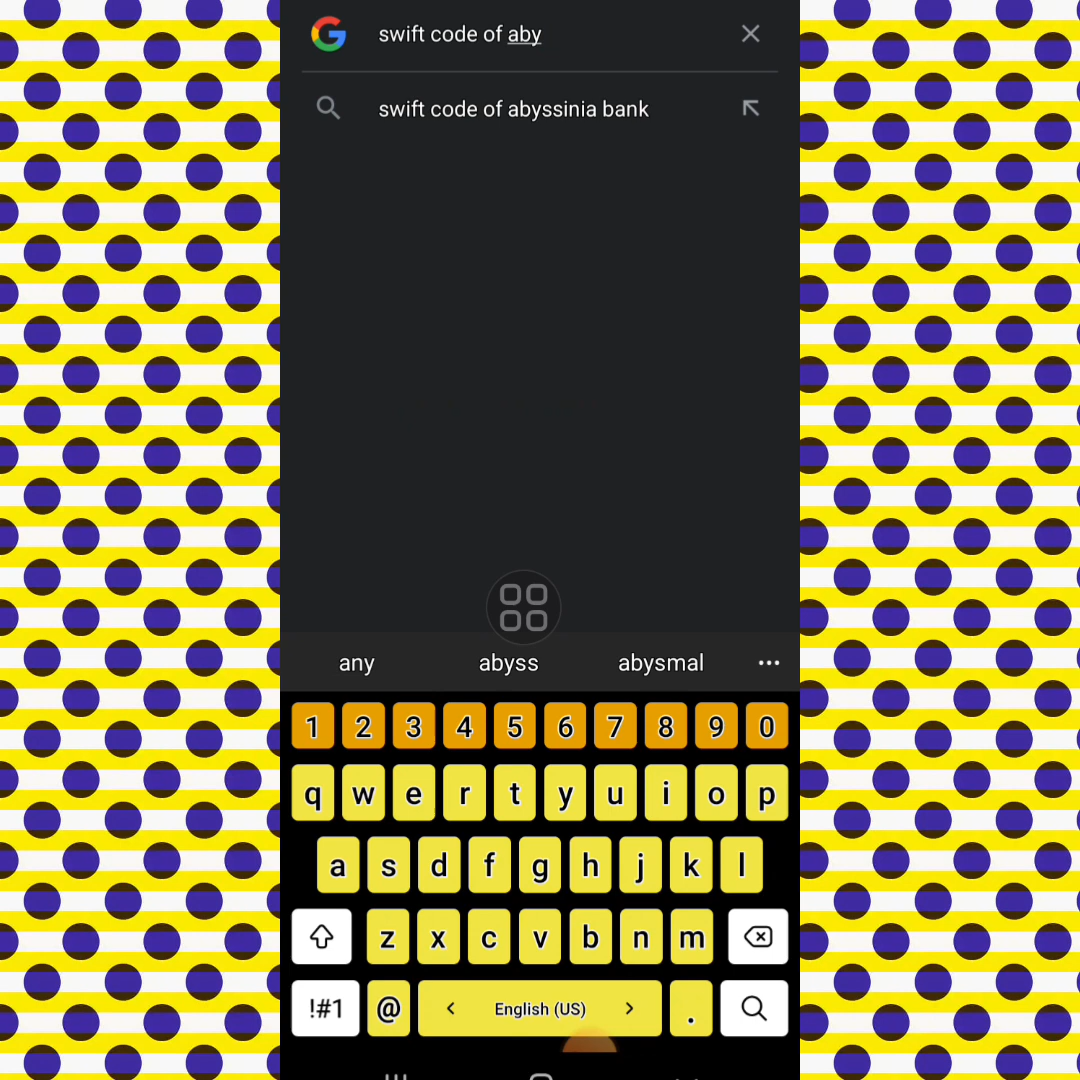 swift code of aby
swift code of abyssinia bank
any abyss abysmal
1 2 3 4 5 6 7 8 9 0
q w e r t y u i o p
a s d f g h j k l
z x c v b n m
!#1 @ < English (US) > .